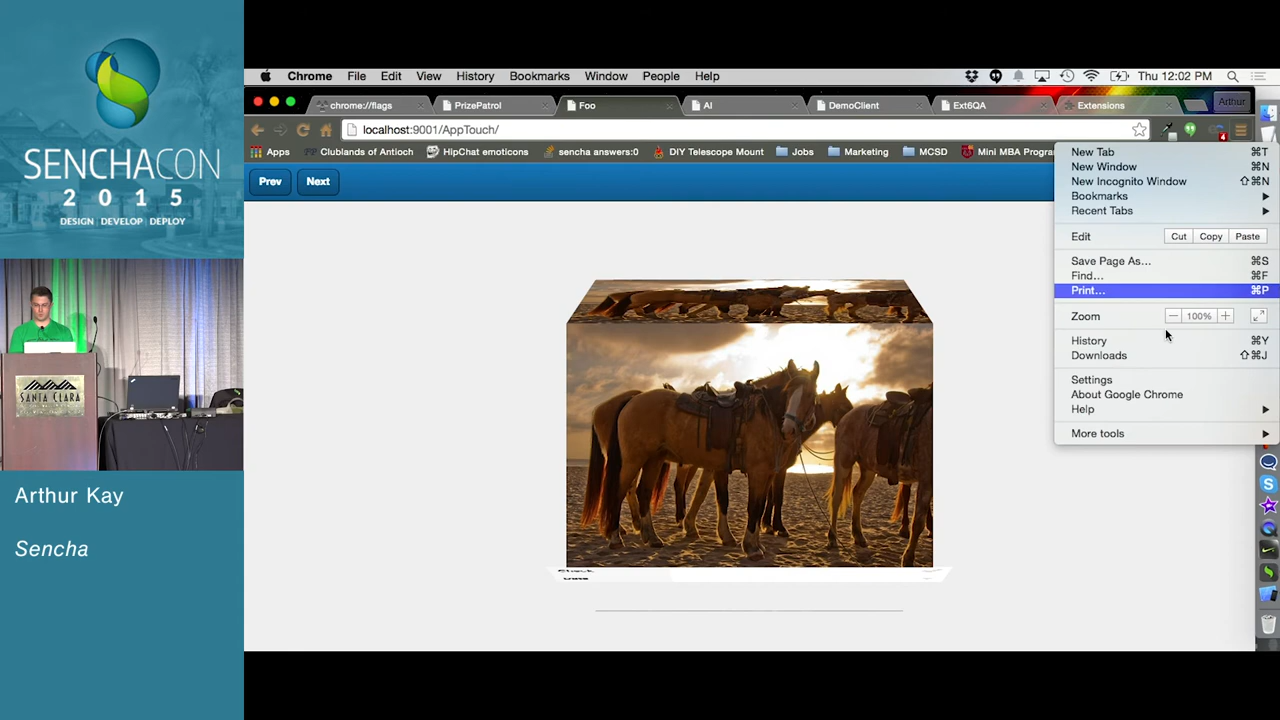 SENCHACON
2015
DESIGN DEVELOP DEPLOY
SANTA CLARA
Arthur Kay
Sencha
Chrome File Edit View History Bookmarks Window People Help
Thu 12:02 PM
chrome://flags
PrizePatrol
Foo
AI
DemoClient
Ext6QA
Extensions
Arthur
localhost:9001/AppTouch/
Apps
Clublands of Antioch
HipChat emoticons
sencha answers:0
DIY Telescope Mount
Jobs
Marketing
MCSD
Mini MBA Progra
Prev
Next
New Tab ⌘T
New Window ⌘N
New Incognito Window ⇧⌘N
Bookmarks
Recent Tabs
Edit Cut Copy Paste
Save Page As... ⌘S
Find... ⌘F
Print... ⌘P
Zoom − 100% +
History ⌘Y
Downloads ⇧⌘J
Settings
About Google Chrome
Help
More tools